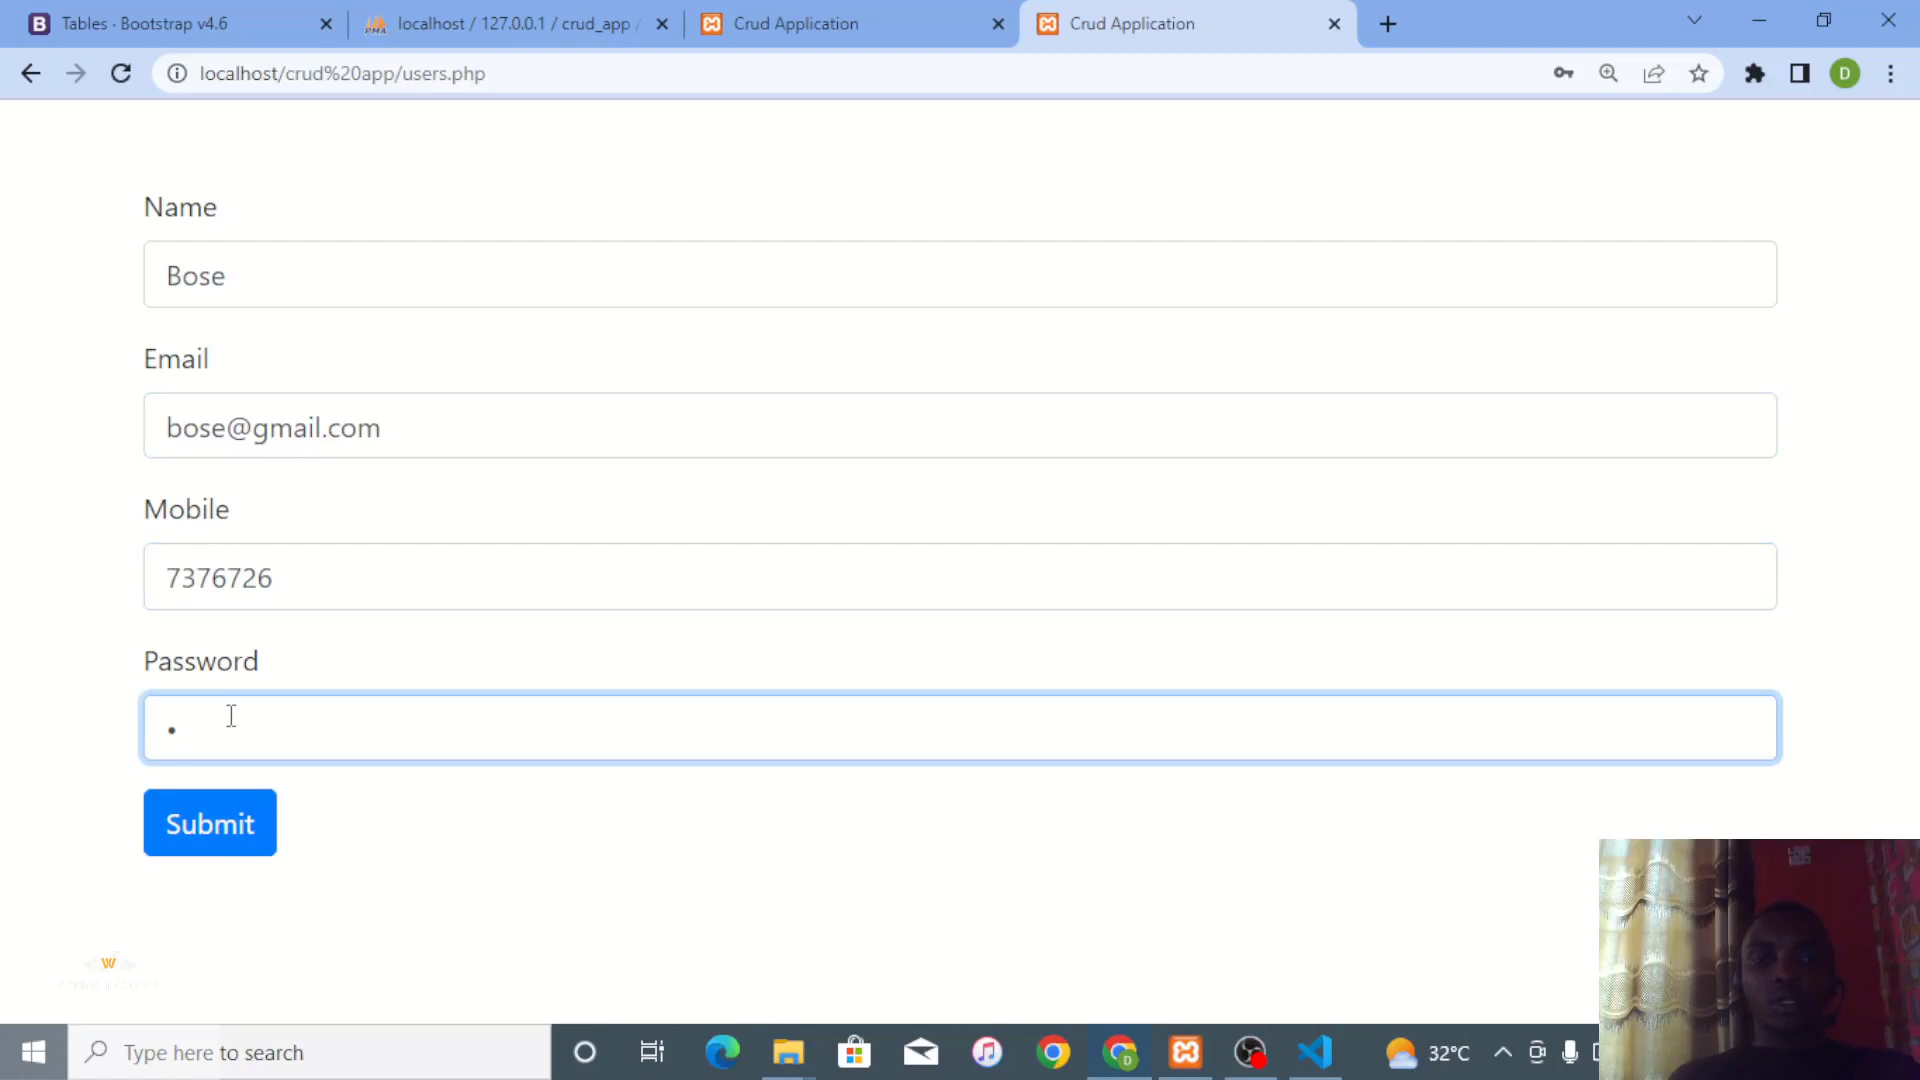 Tables - Bootstrap v4.6
localhost / 127.0.0.1 / crud_app /
Crud Application
Crud Application
localhost/crud%20app/users.php
D
Name
Bose
Email
bose@gmail.com
Mobile
7376726
Password
Submit
W
Type here to search
32°C